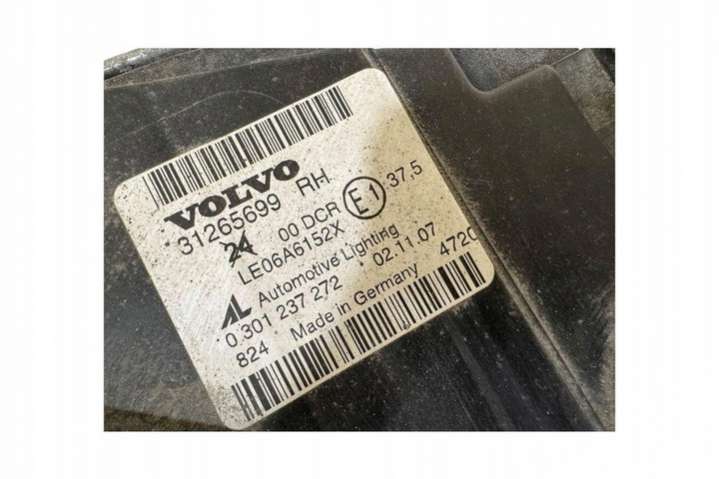 VOLVO
31265699 RH
24 00 DCR E1 37,5
LE06A6152X
AL Automotive Lighting
0 301 237 272 02.11.07
824 Made in Germany 4720